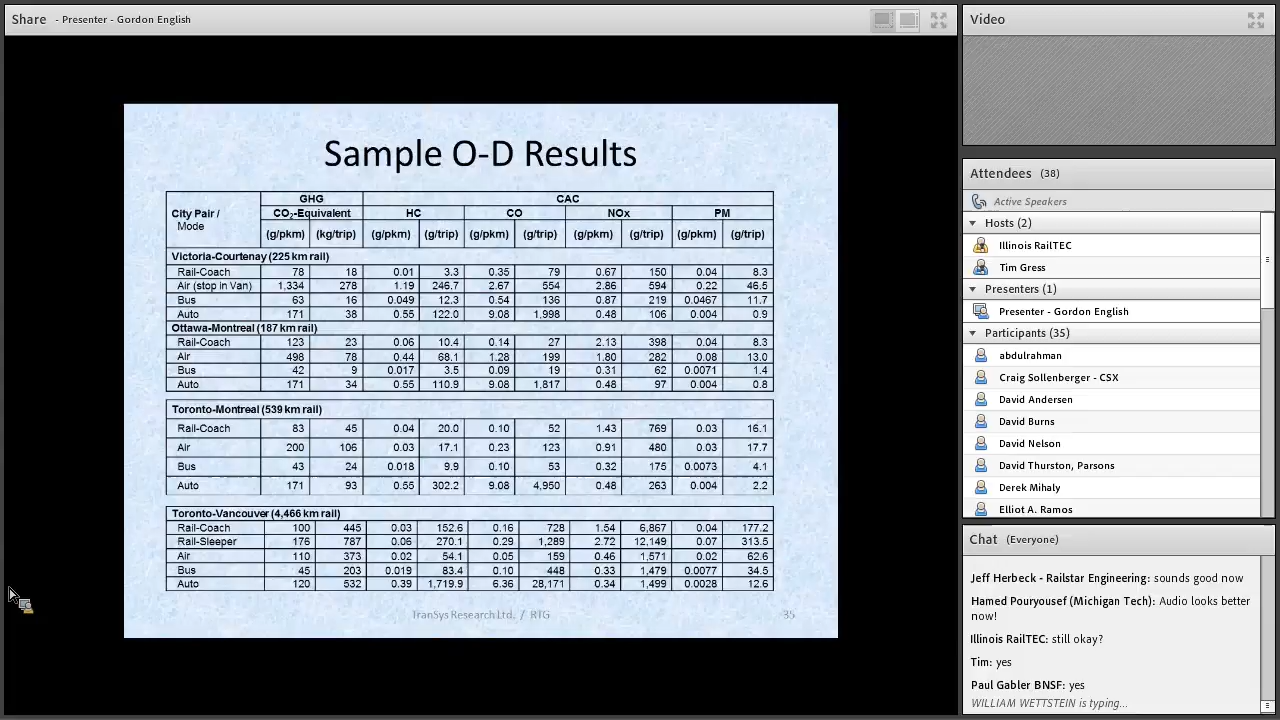 Share - Presenter - Gordon English
Sample O-D Results
City Pair / Mode GHG CAC
CO2-Equivalent HC CO NOx PM
(g/pkm) (kg/trip) (g/pkm) (g/trip) (g/pkm) (g/trip) (g/pkm) (g/trip) (g/pkm) (g/trip)
Victoria-Courtenay (225 km rail)
Rail-Coach 78 18 0.01 3.3 0.35 79 0.67 150 0.04 8.3
Air (stop in Van) 1,334 278 1.19 246.7 2.67 554 2.86 594 0.22 46.5
Bus 63 16 0.049 12.3 0.54 136 0.87 219 0.0467 11.7
Auto 171 38 0.55 122.0 9.08 1,998 0.48 106 0.004 0.9
Ottawa-Montreal (187 km rail)
Rail-Coach 123 23 0.06 10.4 0.14 27 2.13 398 0.04 8.3
Air 498 78 0.44 68.1 1.28 199 1.80 282 0.08 13.0
Bus 42 9 0.017 3.5 0.09 19 0.31 62 0.0071 1.4
Auto 171 34 0.55 110.9 9.08 1,817 0.48 97 0.004 0.8
Toronto-Montreal (539 km rail)
Rail-Coach 83 45 0.04 20.0 0.10 52 1.43 769 0.03 16.1
Air 200 106 0.03 17.1 0.23 123 0.91 480 0.03 17.7
Bus 43 24 0.018 9.9 0.10 53 0.32 175 0.0073 4.1
Auto 171 93 0.55 302.2 9.08 4,950 0.48 263 0.004 2.2
Toronto-Vancouver (4,466 km rail)
Rail-Coach 100 445 0.03 152.6 0.16 728 1.54 6,867 0.04 177.2
Rail-Sleeper 176 787 0.06 270.1 0.29 1,289 2.72 12,149 0.07 313.5
Air 110 373 0.02 54.1 0.05 159 0.46 1,571 0.02 62.6
Bus 45 203 0.019 83.4 0.10 448 0.33 1,479 0.0077 34.5
Auto 120 532 0.39 1,719.9 6.36 28,171 0.34 1,499 0.0028 12.6
TranSys Research Ltd. / RTG 35
Video
Attendees (38)
Active Speakers
Hosts (2)
Illinois RailTEC
Tim Gress
Presenters (1)
Presenter - Gordon English
Participants (35)
abdulrahman
Craig Sollenberger - CSX
David Andersen
David Burns
David Nelson
David Thurston, Parsons
Derek Mihaly
Elliot A. Ramos
Chat (Everyone)
Jeff Herbeck - Railstar Engineering: sounds good now
Hamed Pouryousef (Michigan Tech): Audio looks better
now!
Illinois RailTEC: still okay?
Tim: yes
Paul Gabler BNSF: yes
WILLIAM WETTSTEIN is typing...